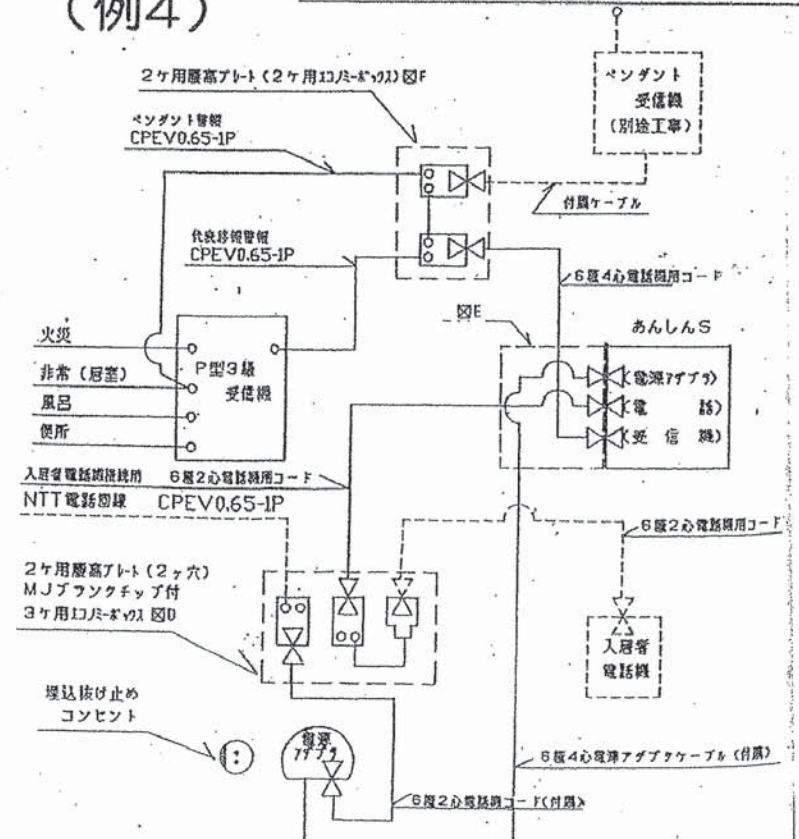 （例4）
2ケ用腰高プレート（2ケ用エコノミーボックス）図F
ペンダント
受信機
（別途工事）
ペンダント警報
CPEV0.65-1P
付属ケーブル
代表移報警報
CPEV0.65-1P
6極4心電話機用コード
図E
あんしんS
火災
非常（居室）
風呂
便所
P型3級
受信機
（電源アダプタ）
（電　話）
（受信機）
入居者電話機接続用　6極2心電話機用コード
NTT電話回線　CPEV0.65-1P
6極2心電話機用コード
2ケ用腰高プレート（2ヶ穴）
MJブランクチップ付
3ケ用エコノミーボックス 図D
入居者
電話機
埋込抜け止め
コンセント
電源
アダプタ
6極4心電源アダプタケーブル（付属）
6極2心電話機コード（付属）